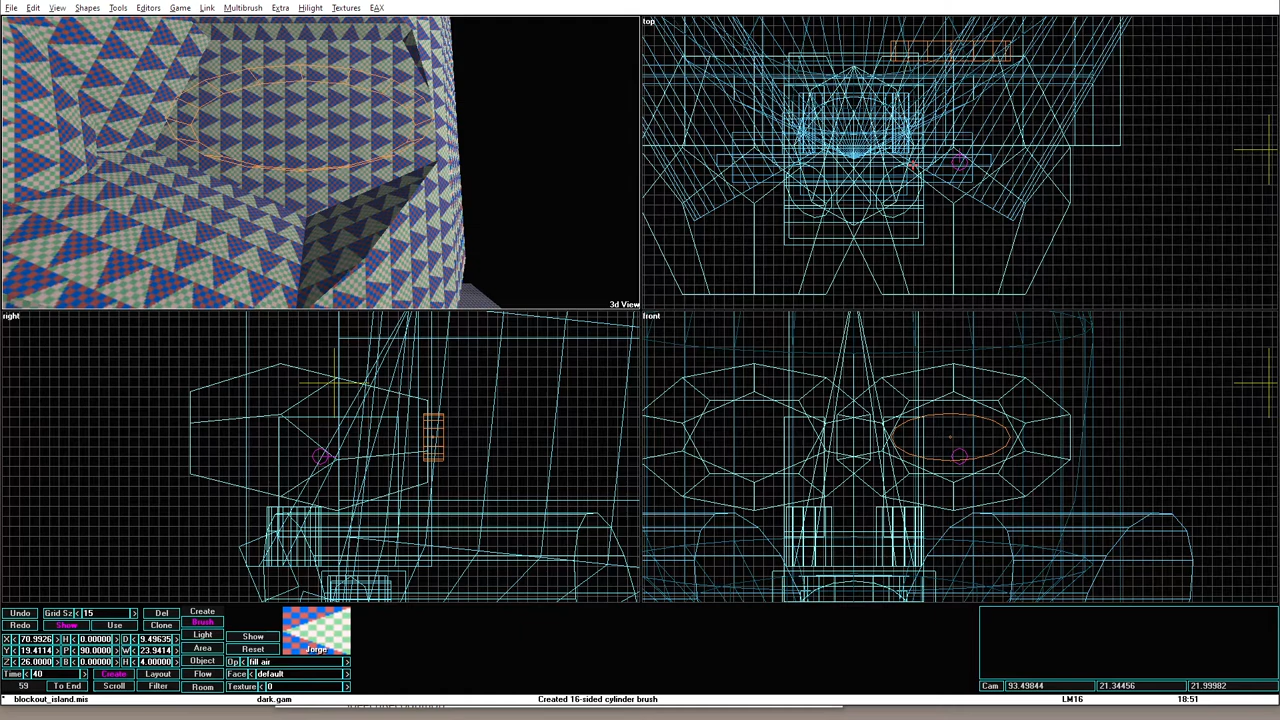 File Edit View Shapes Tools Editors Game Link Multibrush Extra Hilight Textures EAX
top
3d View
right
front
Undo Grid Sz < 15 > Del Create
Redo Show Use Clone Brush
X < 70.9926 > H < 0.00000 > D < 9.49635 > Light Show
Y < 19.4114 > P < 90.0000 > W < 23.9414 > Area Reset Jorge
Z < 26.0000 > B < 0.00000 > H < 4.00000 > Object Op < fill air >
Time < 40 > Create Layout Flow Face < default >
59 To End Scroll Filter Room Texture < 0 > Cam 93.49844 21.34456 21.99982
* blockout_island.mis dark.gam Created 16-sided cylinder brush LM16 18:51